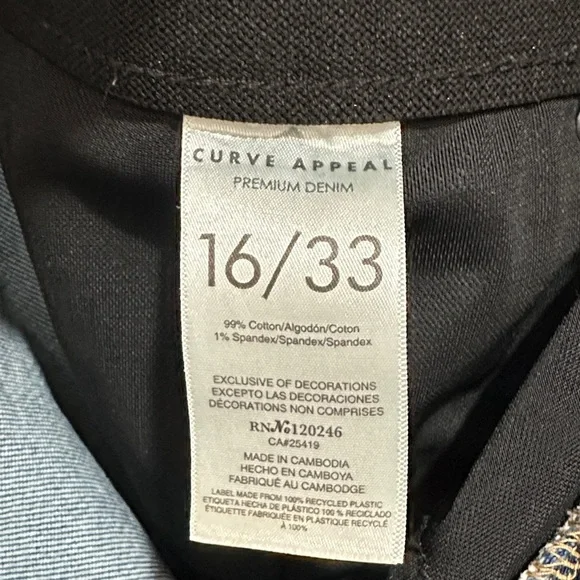 CURVE APPEAL
PREMIUM DENIM
16/33
99% Cotton/Algodón/Coton
1% Spandex/Spandex/Spandex
EXCLUSIVE OF DECORATIONS
EXCEPTO LAS DECORACIONES
DÉCORATIONS NON COMPRISES
RN№120246
CA#25419
MADE IN CAMBODIA
HECHO EN CAMBOYA
FABRIQUÉ AU CAMBODGE
LABEL MADE FROM 100% RECYCLED PLASTIC
ETIQUETA HECHA DE PLÁSTICO 100 % RECICLADO
ÉTIQUETTE FABRIQUÉE EN PLASTIQUE RECYCLÉ
À 100%